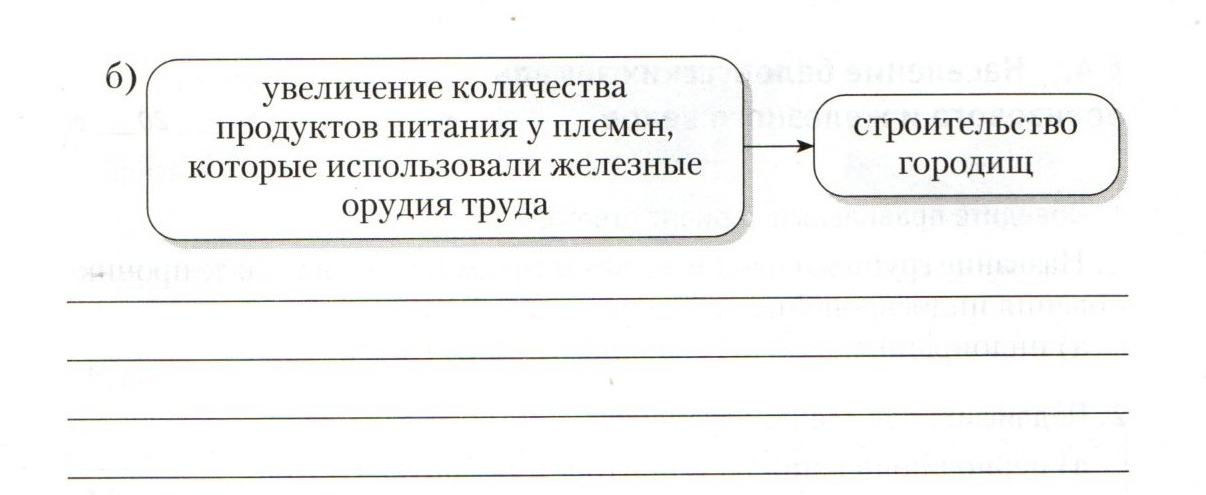 б)
увеличение количества
продуктов питания у племен,
которые использовали железные
орудия труда
строительство
городищ